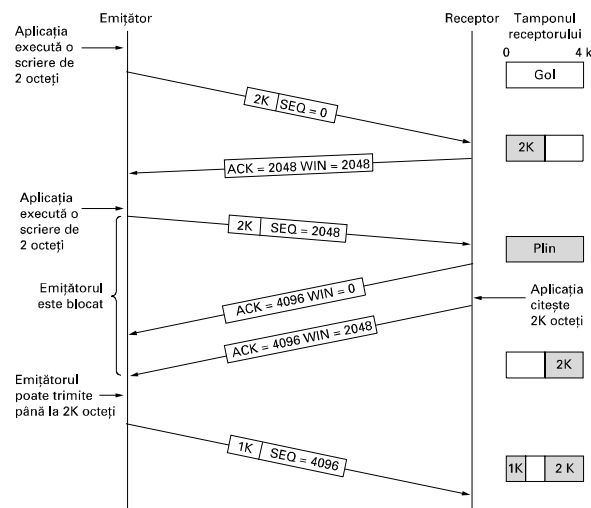 Emițător
Receptor
Tamponul
receptorului
0
4 k
Aplicația
execută o
scriere de
2 octeți
Gol
2K SEQ = 0
2K
ACK = 2048 WIN = 2048
Aplicația
execută o
scriere de
2 octeți
2K SEQ = 2048
Plin
Emițătorul
este blocat
Aplicația
citește
2K octeți
ACK = 4096 WIN = 0
ACK = 4096 WIN = 2048
2K
Emițătorul
poate trimite
până la 2K octeți
1K SEQ = 4096
1K
2 K